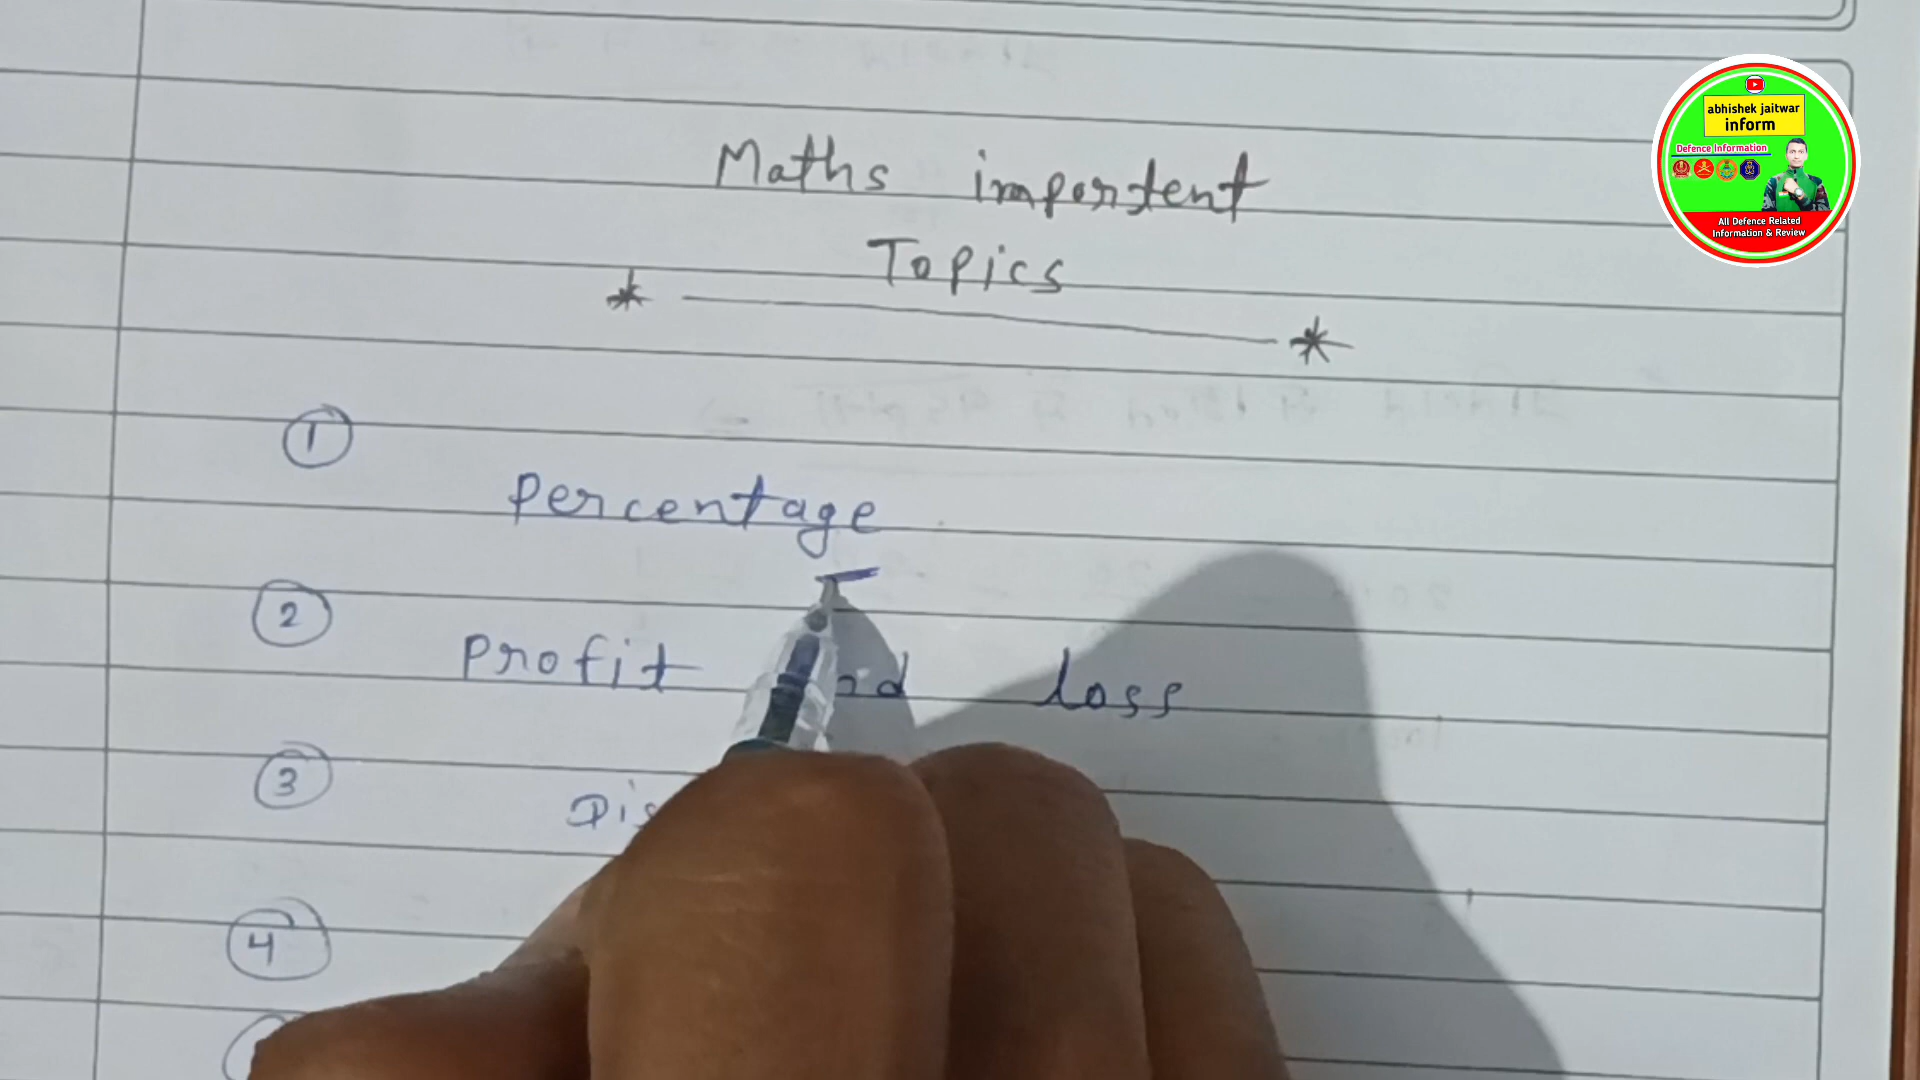 Maths importent
Topics
1
percentage
2
Profit loss
3
4
abhishek jaitwar
inform
Defence Information
All Defence Related
Information & Review